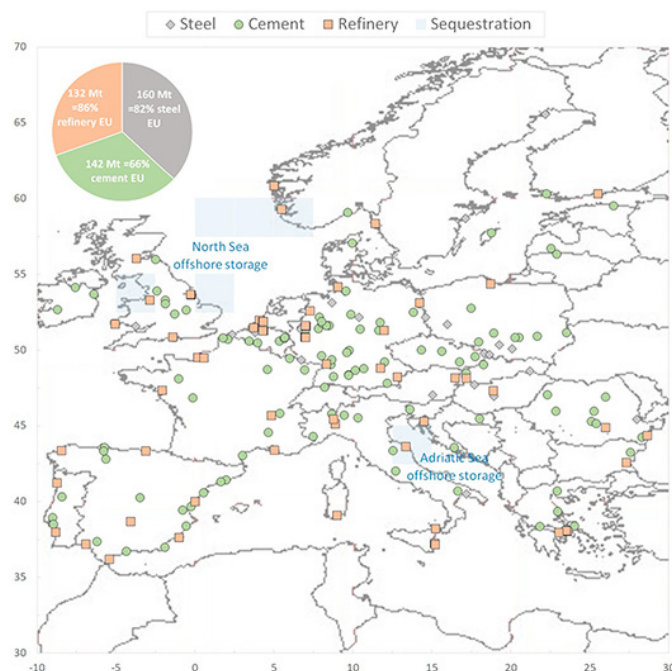 Steel Cement Refinery Sequestration
70
65
60
55
50
45
40
35
30
132 Mt
=86%
refinery EU
160 Mt
=82% steel
EU
142 Mt =66%
cement EU
North Sea
offshore storage
Adriatic Sea
offshore storage
-10 -5 0 5 10 15 20 25 30